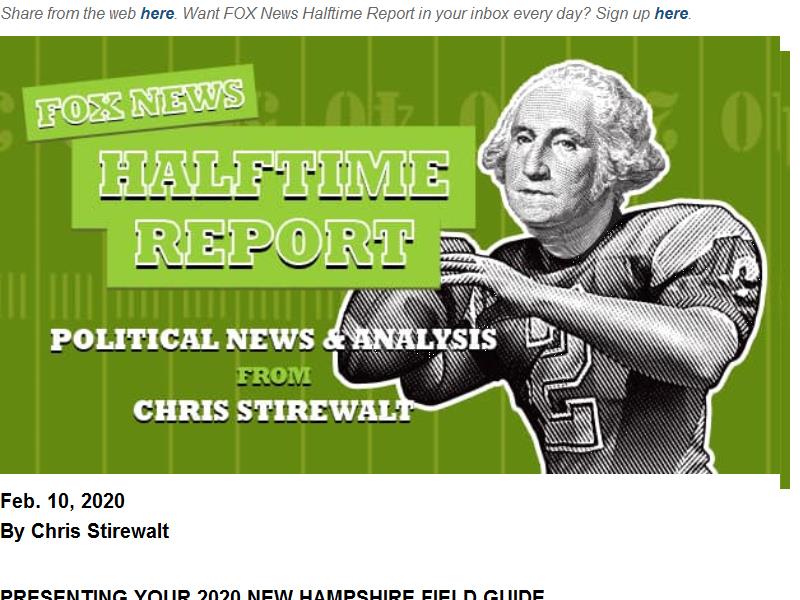 Share from the web here. Want FOX News Halftime Report in your inbox every day? Sign up here.
FOX NEWS
HALFTIME
REPORT
POLITICAL NEWS & ANALYSIS
FROM
CHRIS STIREWALT
2
Feb. 10, 2020
By Chris Stirewalt
PRESENTING YOUR 2020 NEW HAMPSHIRE FIELD GUIDE